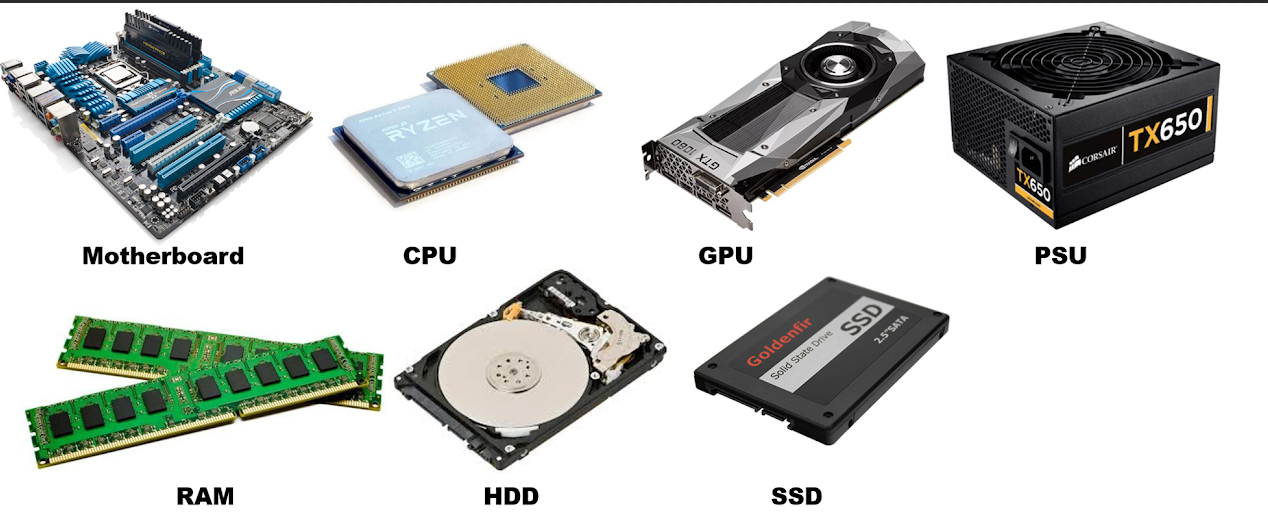 RYZEN
GTX 1080
CORSAIR
TX650
TX650
Motherboard
CPU
GPU
PSU
Goldenfir
Solid State Drive
SSD
2.5"SATA
RAM
HDD
SSD